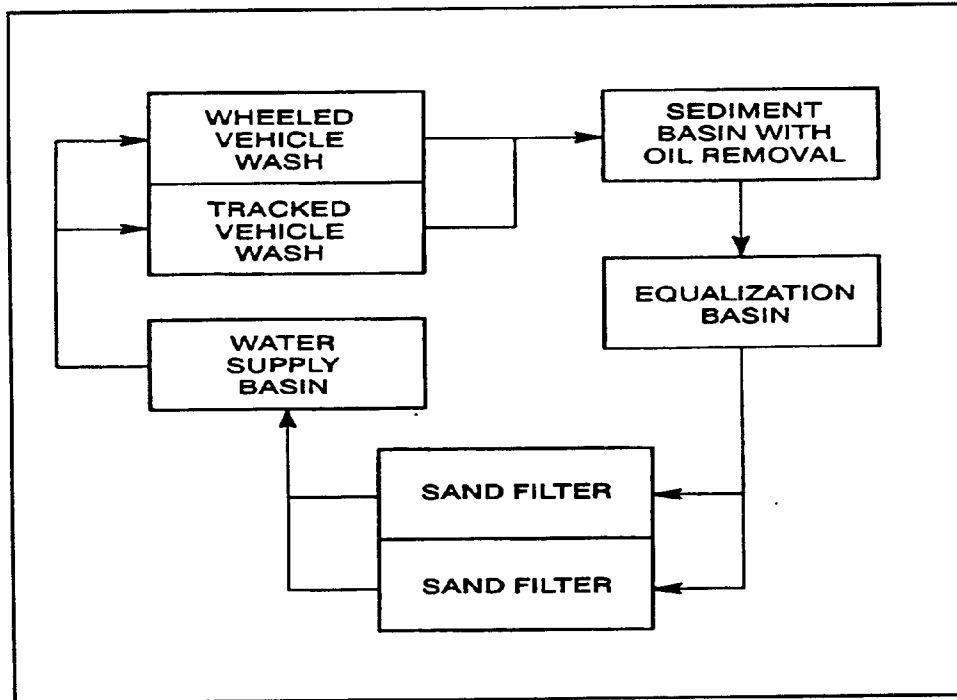 WHEELED
VEHICLE
WASH
TRACKED
VEHICLE
WASH
SEDIMENT
BASIN WITH
OIL REMOVAL
EQUALIZATION
BASIN
WATER
SUPPLY
BASIN
SAND FILTER
SAND FILTER